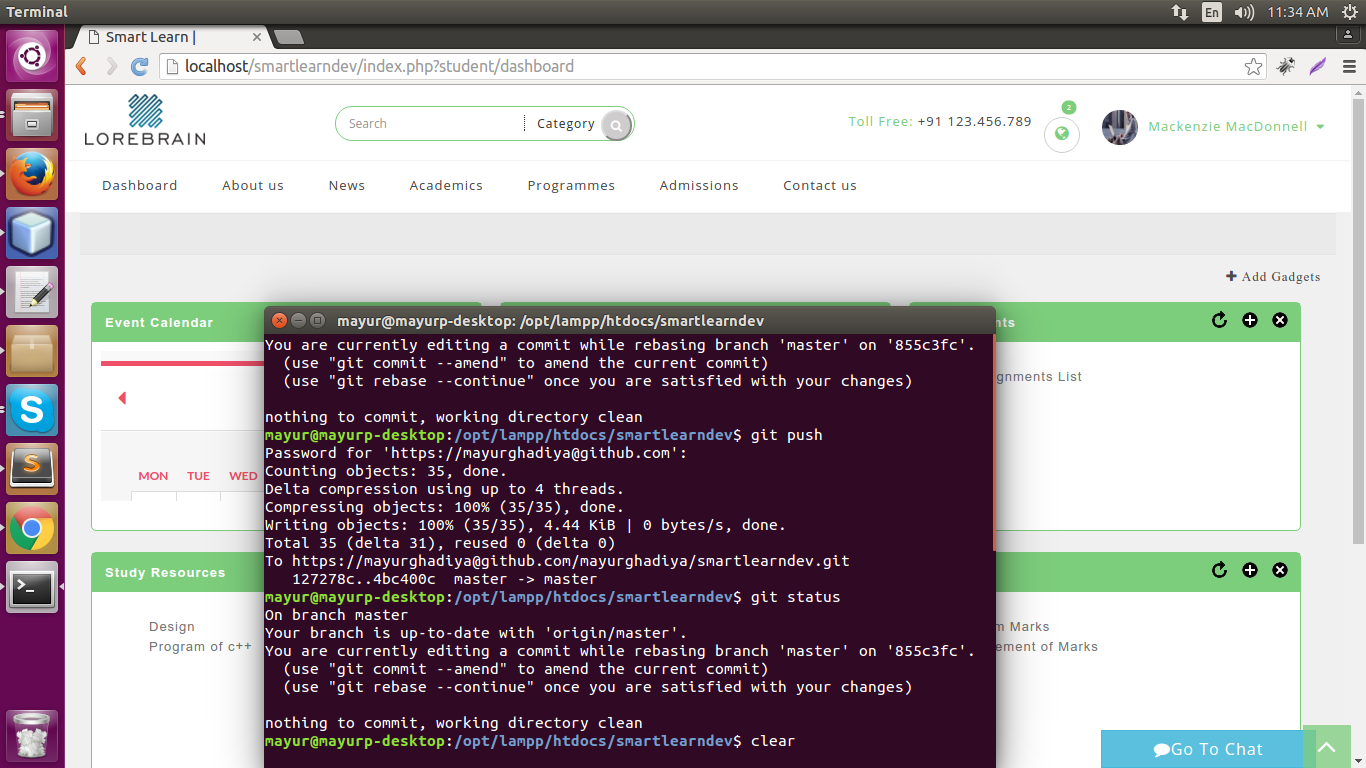 Terminal
En
11:34 AM
Smart Learn |
localhost/smartlearndev/index.php?student/dashboard
LOREBRAIN
Search
Category
Toll Free: +91 123.456.789
2
Mackenzie MacDonnell
Dashboard
About us
News
Academics
Programmes
Admissions
Contact us
Add Gadgets
Event Calendar
nts
gnments List
MON TUE WED
Study Resources
Design
Program of c++
m Marks
ement of Marks
mayur@mayurp-desktop: /opt/lampp/htdocs/smartlearndev
You are currently editing a commit while rebasing branch 'master' on '855c3fc'.
(use "git commit --amend" to amend the current commit)
(use "git rebase --continue" once you are satisfied with your changes)
nothing to commit, working directory clean
mayur@mayurp-desktop:/opt/lampp/htdocs/smartlearndev$ git push
Password for 'https://mayurghadiya@github.com':
Counting objects: 35, done.
Delta compression using up to 4 threads.
Compressing objects: 100% (35/35), done.
Writing objects: 100% (35/35), 4.44 KiB | 0 bytes/s, done.
Total 35 (delta 31), reused 0 (delta 0)
To https://mayurghadiya@github.com/mayurghadiya/smartlearndev.git
127278c..4bc400c master -> master
mayur@mayurp-desktop:/opt/lampp/htdocs/smartlearndev$ git status
On branch master
Your branch is up-to-date with 'origin/master'.
You are currently editing a commit while rebasing branch 'master' on '855c3fc'.
(use "git commit --amend" to amend the current commit)
(use "git rebase --continue" once you are satisfied with your changes)
nothing to commit, working directory clean
mayur@mayurp-desktop:/opt/lampp/htdocs/smartlearndev$ clear
Go To Chat